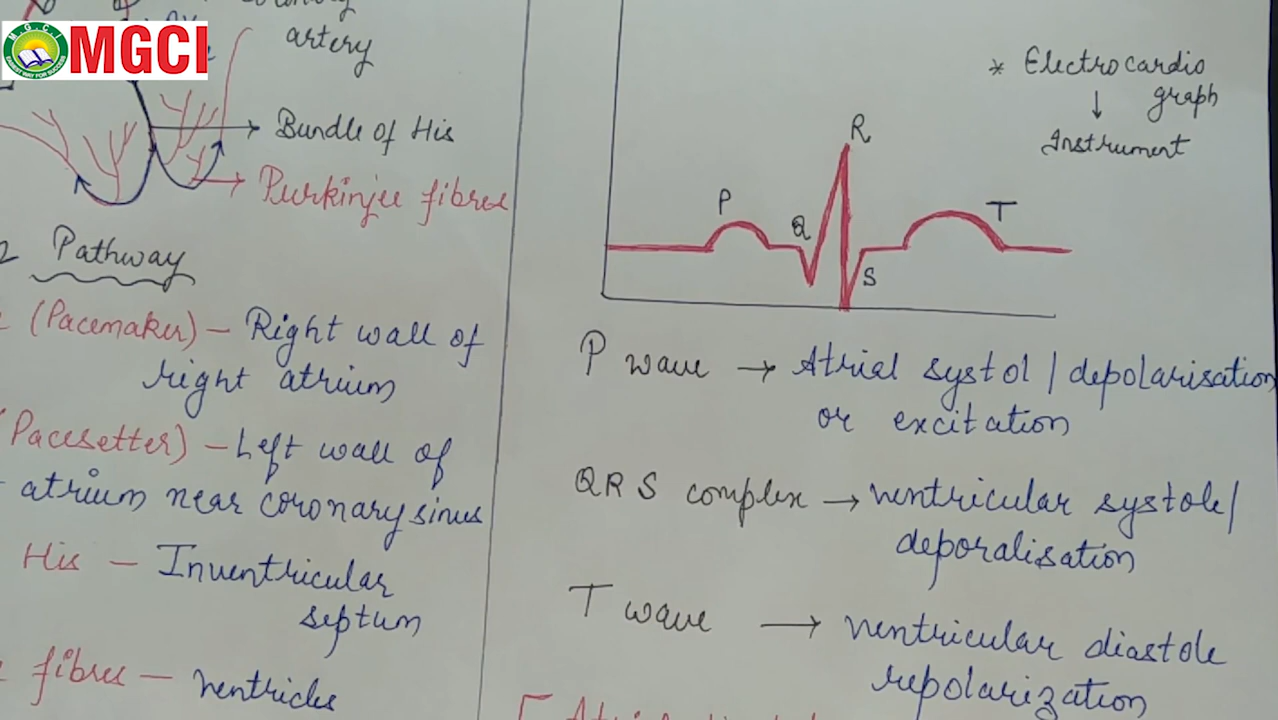 MGCI
artery
Bundle of His
Purkinjee fibres
Pathway
(Pacemaker) - Right wall of
right atrium
(Pacesetter) - Left wall of
atrium near coronary sinus
His - Inventricular
septum
fibres - ventricles
* Electrocardio
graph
↓
Instrument
P
Q
R
S
T
P wave → Atrial systol / depolarisation
or excitation
QRS complex → ventricular systole/
deporalisation
T wave → ventricular diastole
repolarization